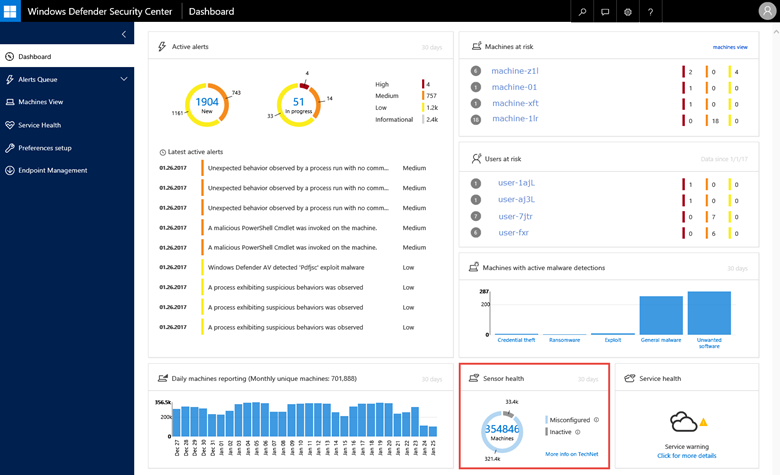 Windows Defender Security Center
Dashboard
?
Dashboard
Alerts Queue
Machines View
Service Health
Preferences setup
Endpoint Management
Active alerts
30 days
1904
New
743
1161
51
In progress
4
14
33
High 4
Medium 757
Low 1.2k
Informational 2.4k
Latest active alerts
01.26.2017 Unexpected behavior observed by a process run with no comm... Medium
01.26.2017 Unexpected behavior observed by a process run with no comm... Medium
01.26.2017 Unexpected behavior observed by a process run with no comm... Medium
01.26.2017 A malicious PowerShell Cmdlet was invoked on the machine. Medium
01.26.2017 A malicious PowerShell Cmdlet was invoked on the machine. Medium
01.26.2017 Windows Defender AV detected 'Pdfjsc' exploit malware Low
01.26.2017 A process exhibiting suspicious behaviors was observed Low
01.26.2017 A process exhibiting suspicious behaviors was observed Low
01.26.2017 A process exhibiting suspicious behaviors was observed Low
Machines at risk
machines view
6 machine-z1l 2 0 4
1 machine-01 1 0 0
1 machine-xft 1 0 0
18 machine-1lr 0 18 0
Users at risk
Data since 1/1/17
1 user-1aJL 1 0 0
1 user-aJ3L 1 0 0
7 user-7Jtr 0 7 0
6 user-fxr 0 6 0
Machines with active malware detections
30 days
287
200
0
Credential theft
Ransomware
Exploit
General malware
Unwanted software
Daily machines reporting (Monthly unique machines: 701,888)
30 days
356.5k
200k
0
Dec 27
Dec 28
Dec 29
Dec 30
Dec 31
Jan 01
Jan 02
Jan 03
Jan 04
Jan 05
Jan 06
Jan 07
Jan 08
Jan 09
Jan 10
Jan 11
Jan 12
Jan 13
Jan 14
Jan 15
Jan 16
Jan 17
Jan 18
Jan 19
Jan 20
Jan 21
Jan 22
Jan 23
Jan 24
Jan 25
Sensor health
30 days
33.4k
354846
Machines
321.4k
Misconfigured
Inactive
More info on TechNet
Service health
Service warning
Click for more details